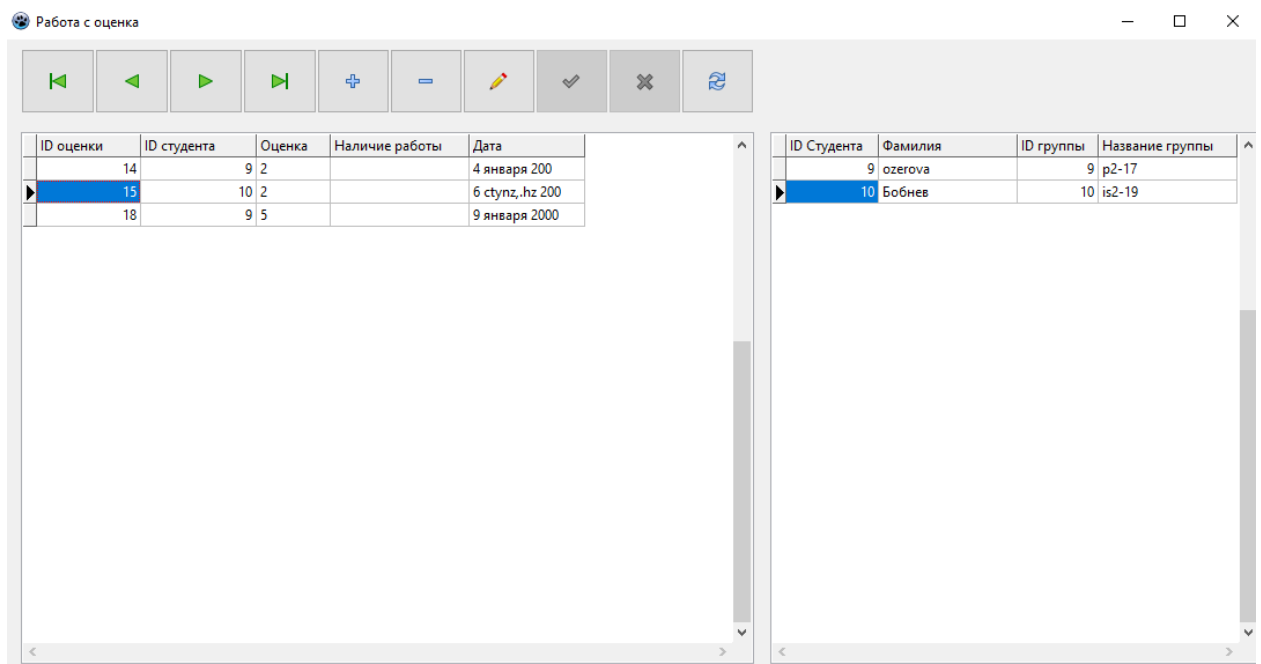 Работа с оценка
ID оценки ID студента Оценка Наличие работы Дата
14 9 2 4 января 200
15 10 2 6 ctynz,.hz 200
18 9 5 9 января 2000
ID Студента Фамилия ID группы Название группы
9 ozerova 9 p2-17
10 Бобнев 10 is2-19